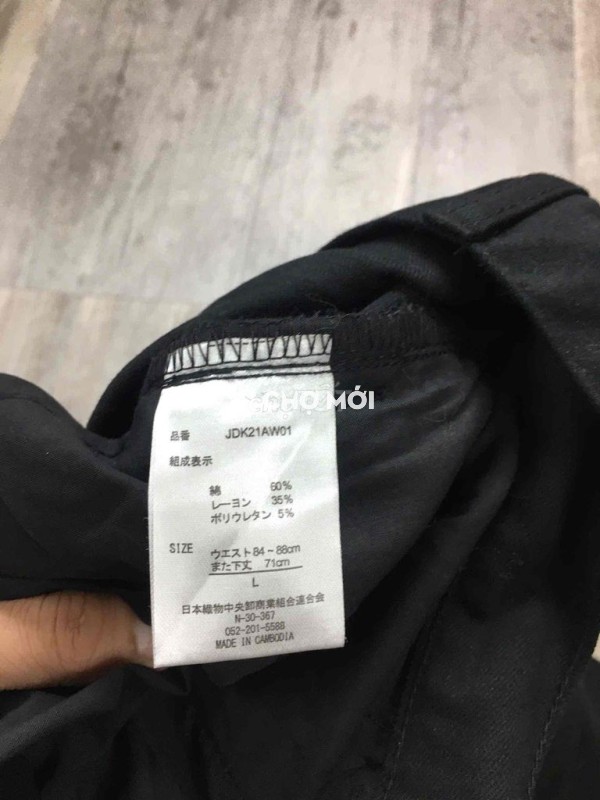 CHỢ MỚI
品番 JDK21AW01
組成表示
綿 60%
レーヨン 35%
ポリウレタン 5%
SIZE ウエスト84~88cm
また下丈 71cm
L
日本織物中央卸商業組合連合会
N-30-367
052-201-5588
MADE IN CAMBODIA